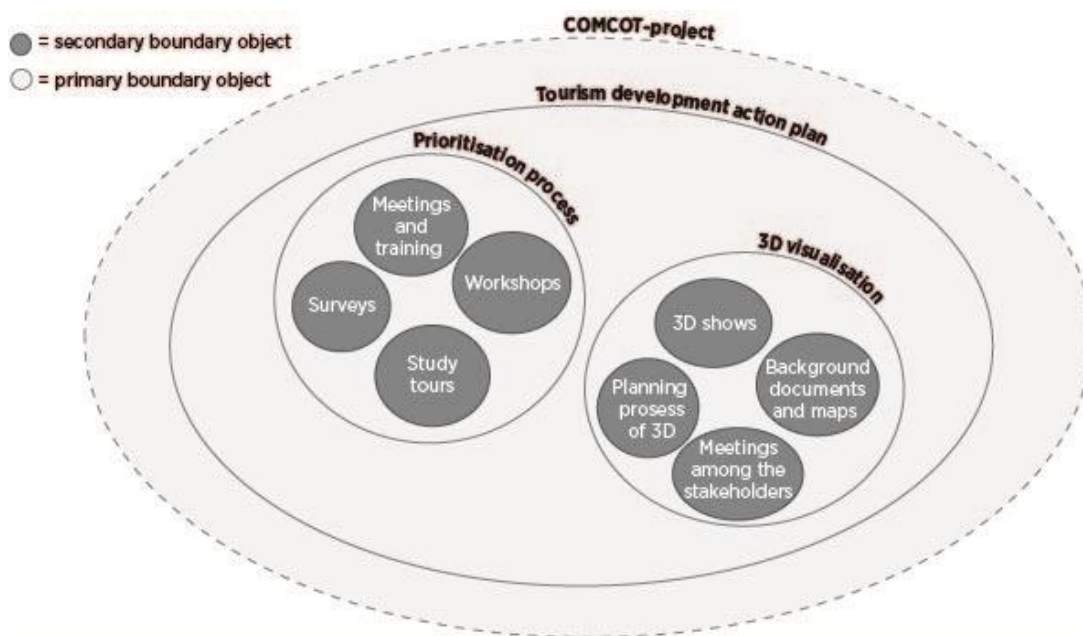 COMCOT-project
= secondary boundary object
= primary boundary object
Tourism development action plan
Prioritisation process
Meetings
and
training
Workshops
Surveys
Study
tours
3D visualisation
3D shows
Background
documents
and maps
Planning
prosess
of 3D
Meetings
among the
stakeholders